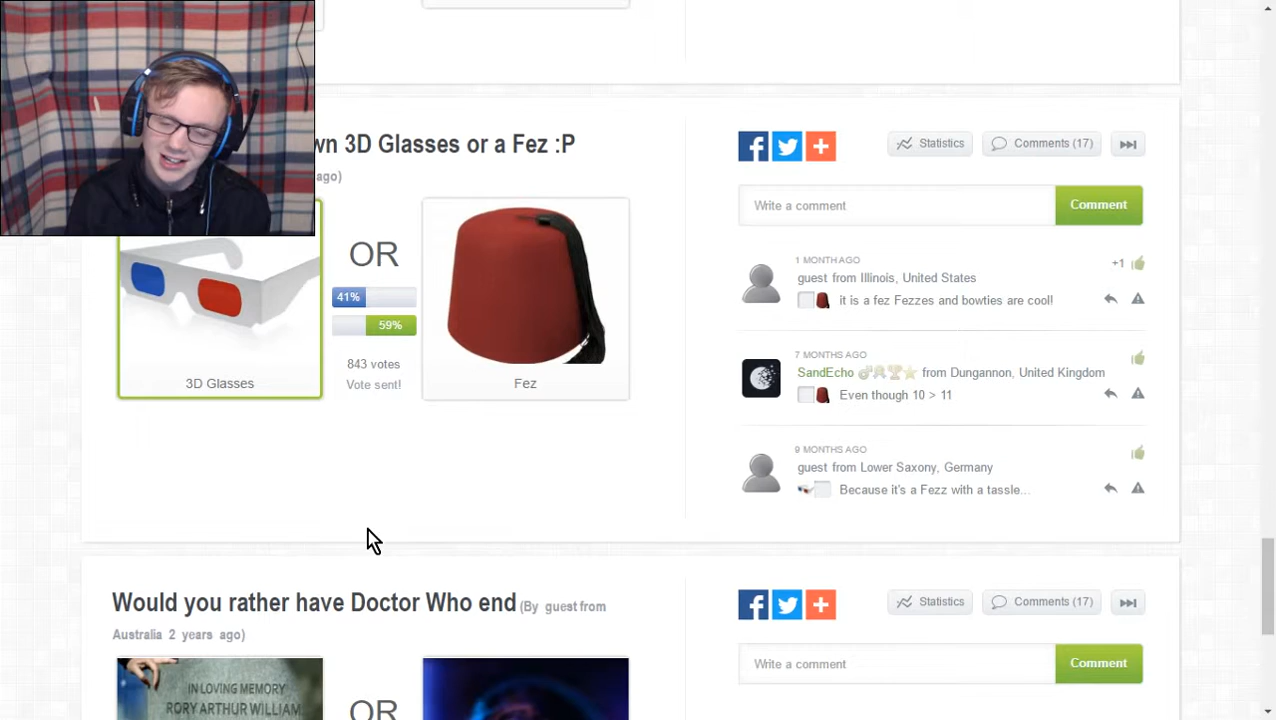 wn 3D Glasses or a Fez :P
ago)
OR
41%
59%
843 votes
Vote sent!
3D Glasses
Fez
Statistics
Comments (17)
Write a comment
Comment
1 MONTH AGO
+1
guest from Illinois, United States
it is a fez Fezzes and bowties are cool!
7 MONTHS AGO
SandEcho from Dungannon, United Kingdom
Even though 10 > 11
9 MONTHS AGO
guest from Lower Saxony, Germany
Because it's a Fezz with a tassle...
Would you rather have Doctor Who end (By guest from
Australia 2 years ago)
IN LOVING MEMORY
RORY ARTHUR WILLIAM
OR
Statistics
Comments (17)
Write a comment
Comment